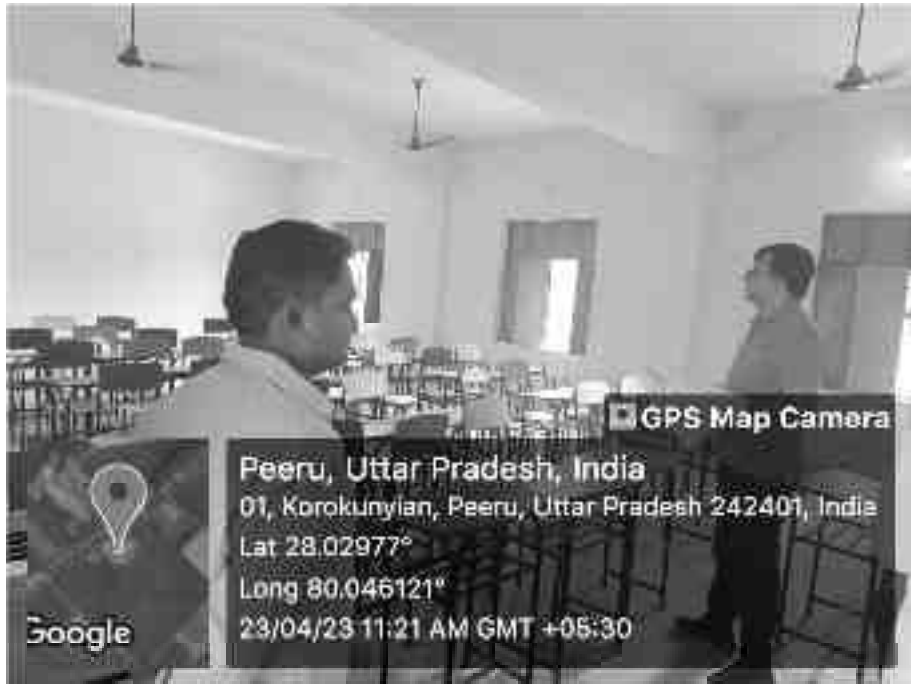 GPS Map Camera
Peeru, Uttar Pradesh, India
01, Korokunyian, Peeru, Uttar Pradesh 242401, India
Lat 28.02977°
Long 80.046121°
23/04/23 11:21 AM GMT +05:30
Google